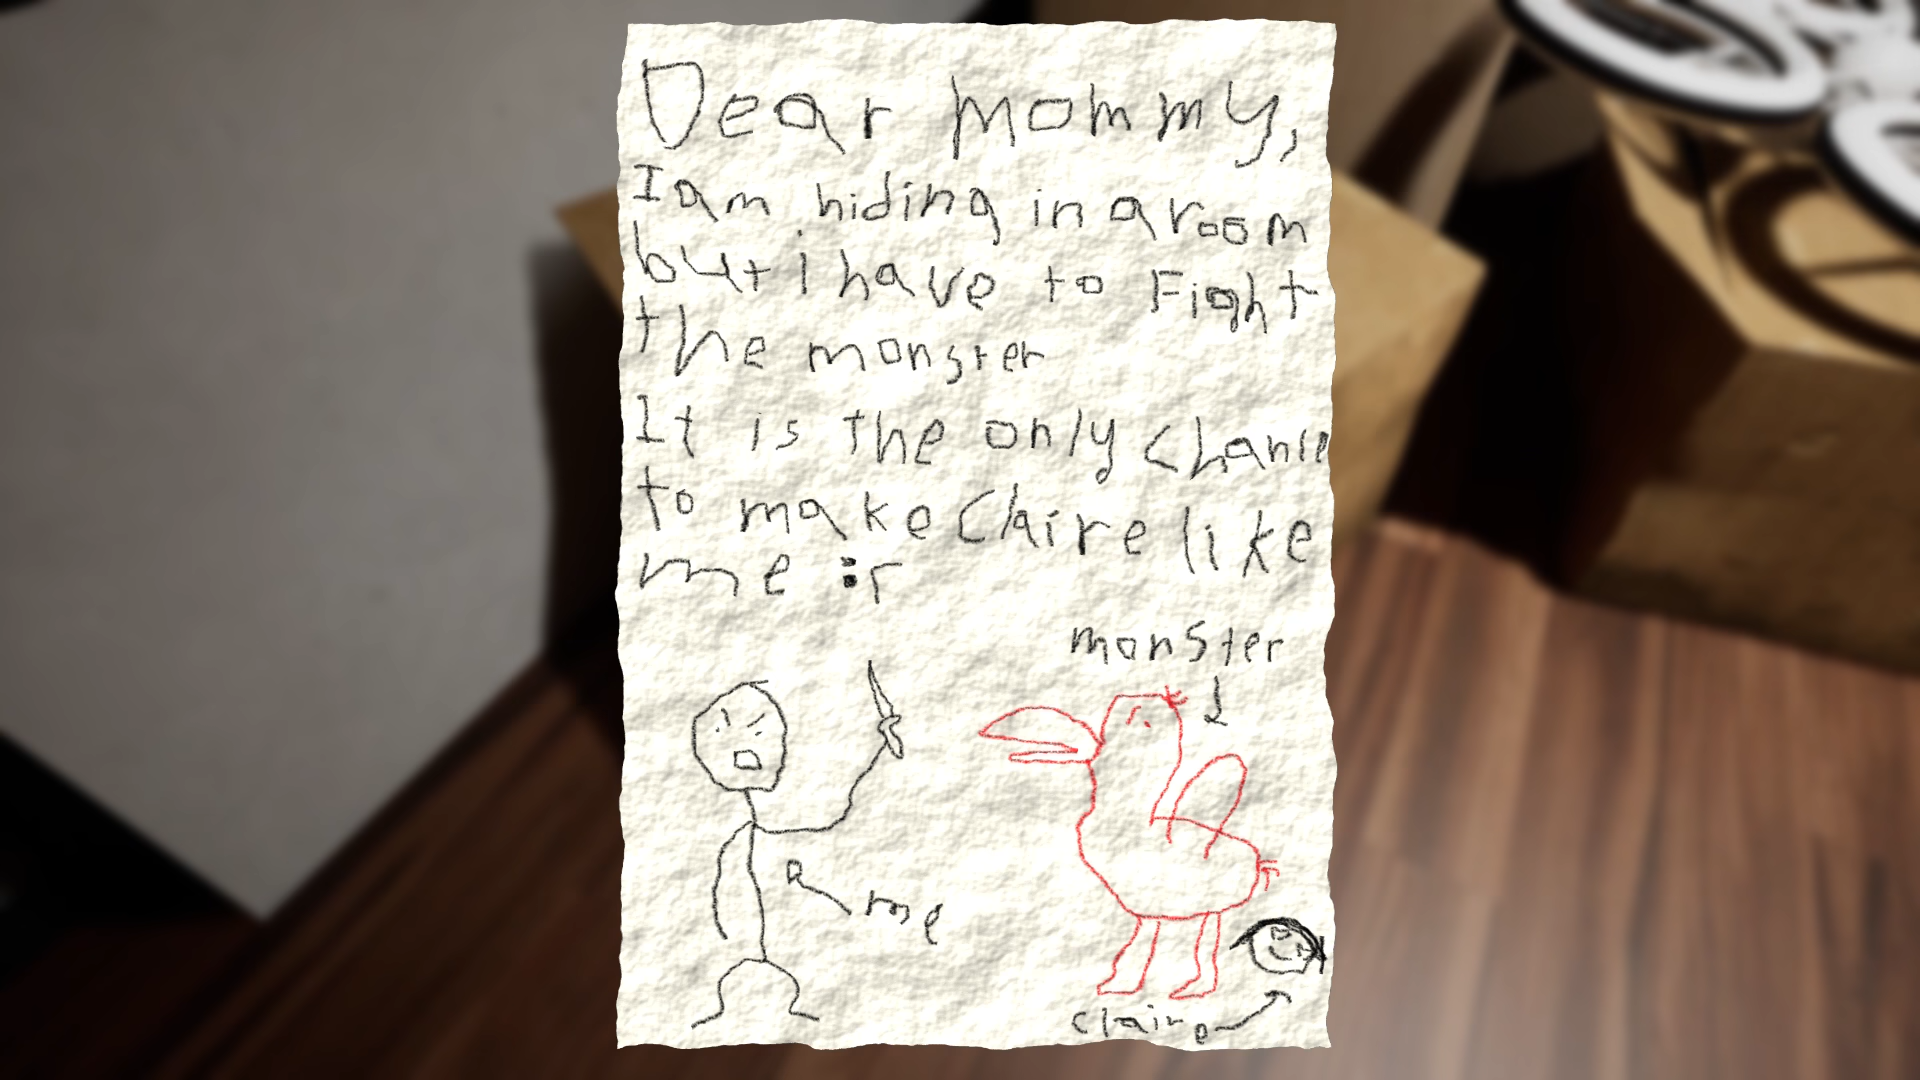 Dear mommy,
I am hiding in a room
but i have to Fight
the monster
It is the only chance
to make Claire like
me :r
monster
me
claire